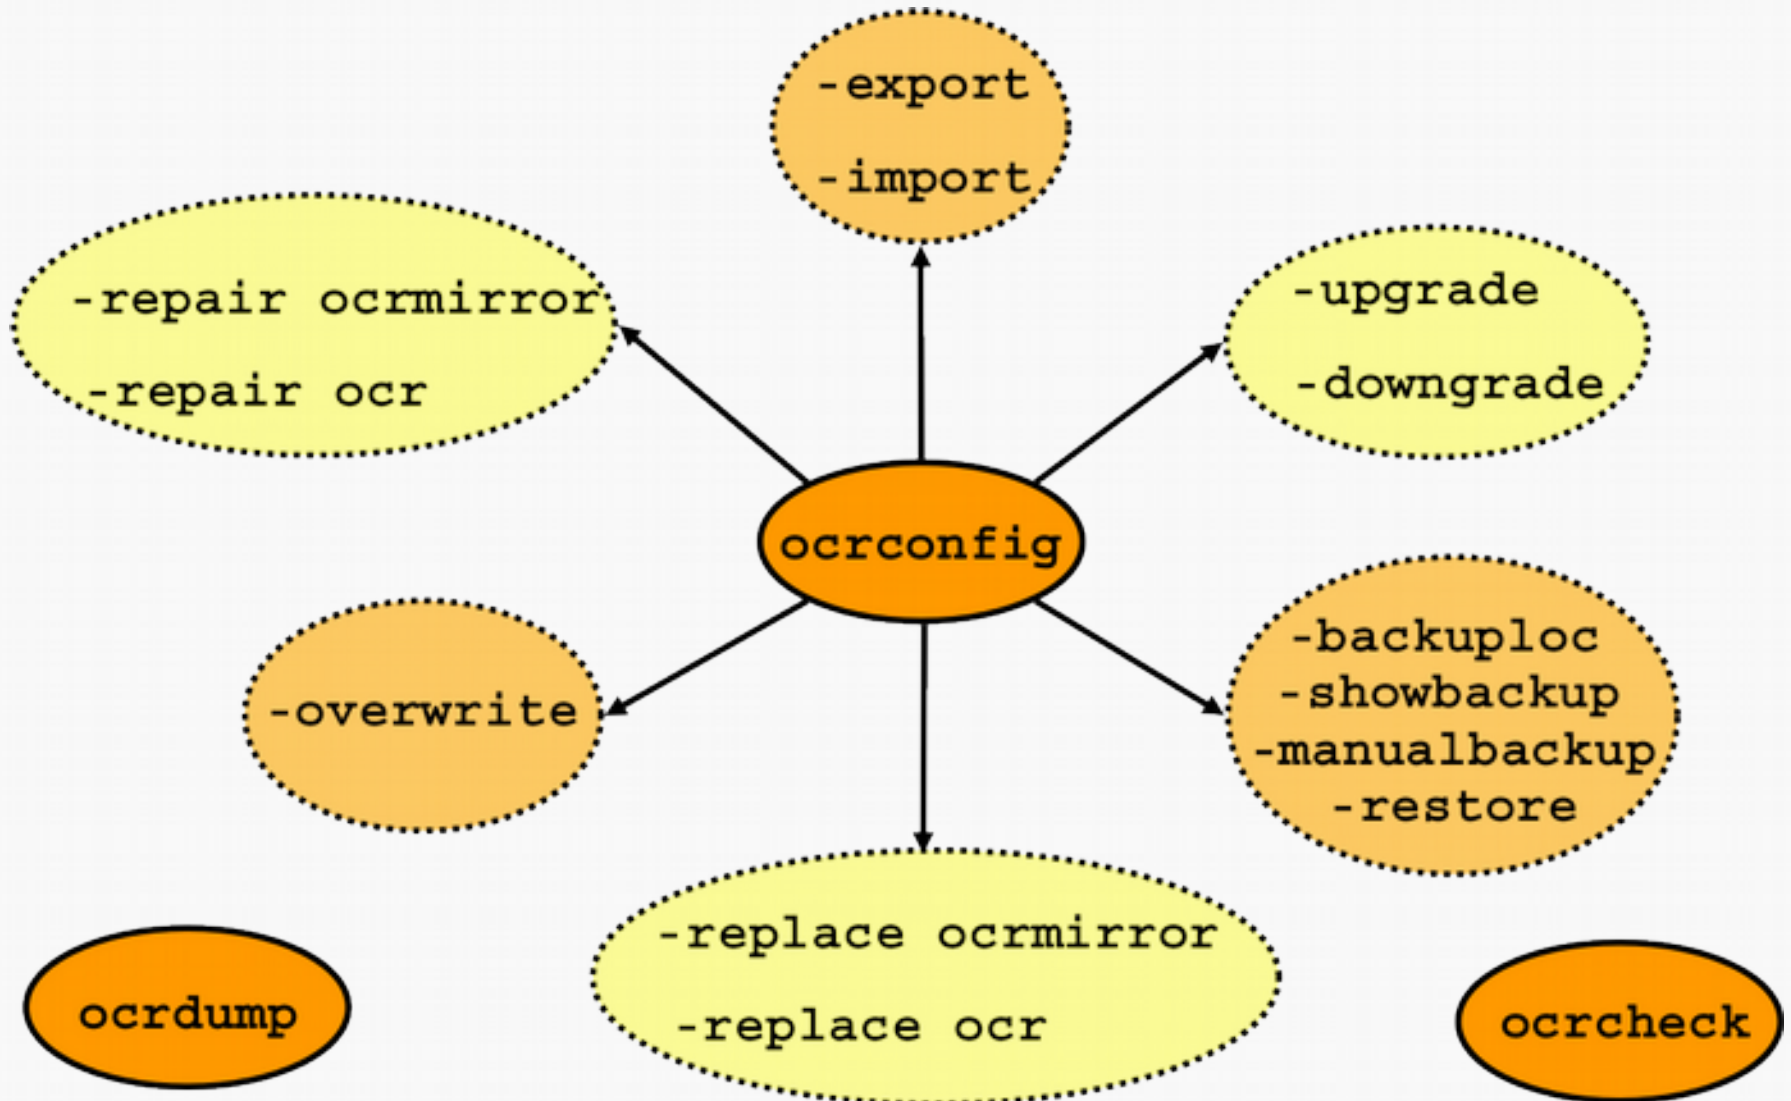 -export
-import
-repair ocrmirror
-repair ocr
-upgrade
-downgrade
ocrconfig
-overwrite
-backuploc
-showbackup
-manualbackup
-restore
-replace ocrmirror
-replace ocr
ocrdump
ocrcheck